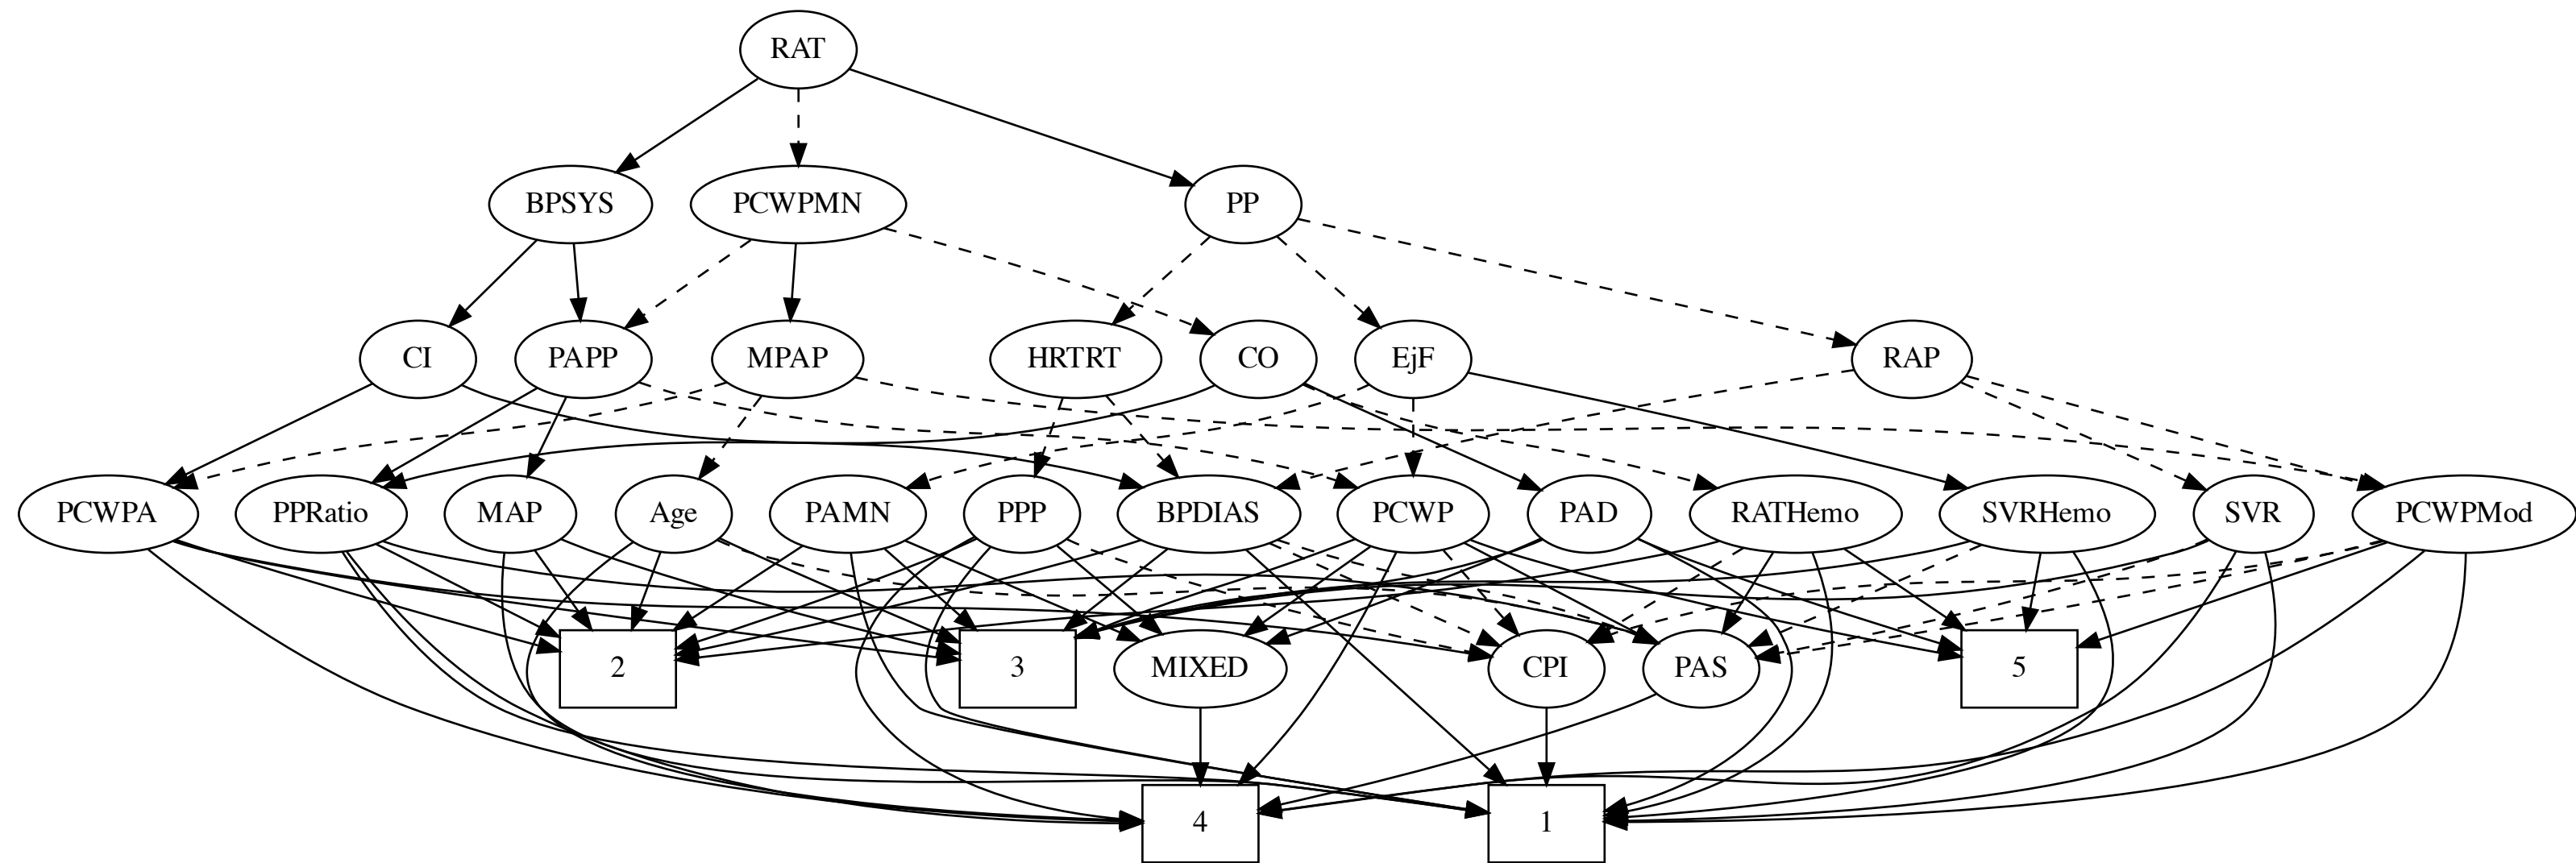 RAT
BPSYS
PCWPMN
PP
CI
PAPP
MPAP
HRTRT
CO
EjF
RAP
PCWPA
PPRatio
MAP
Age
PAMN
PPP
BPDIAS
PCWP
PAD
RATHemo
SVRHemo
SVR
PCWPMod
2
3
MIXED
CPI
PAS
5
4
1